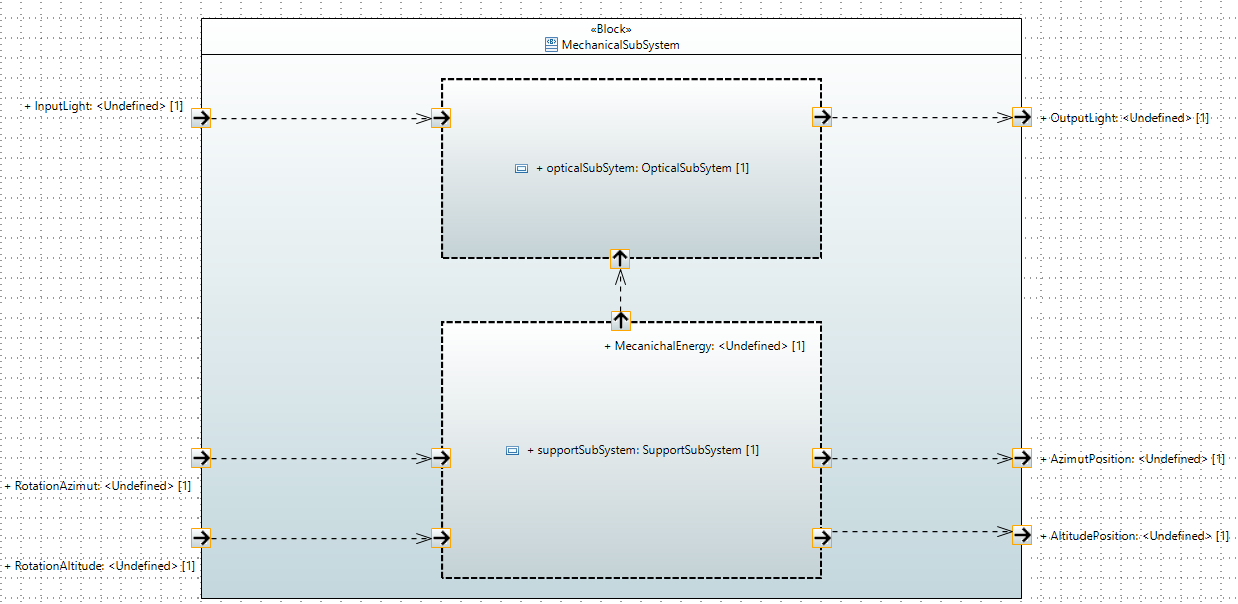 «Block»
MechanicalSubSystem
+ InputLight: <Undefined> [1]
+ OutputLight: <Undefined> [1]
+ opticalSubSytem: OpticalSubSytem [1]
+ MecanichalEnergy: <Undefined> [1]
+ supportSubSystem: SupportSubSystem [1]
+ AzimutPosition: <Undefined> [1]
+ RotationAzimut: <Undefined> [1]
+ AltitudePosition: <Undefined> [1]
+ RotationAltitude: <Undefined> [1]